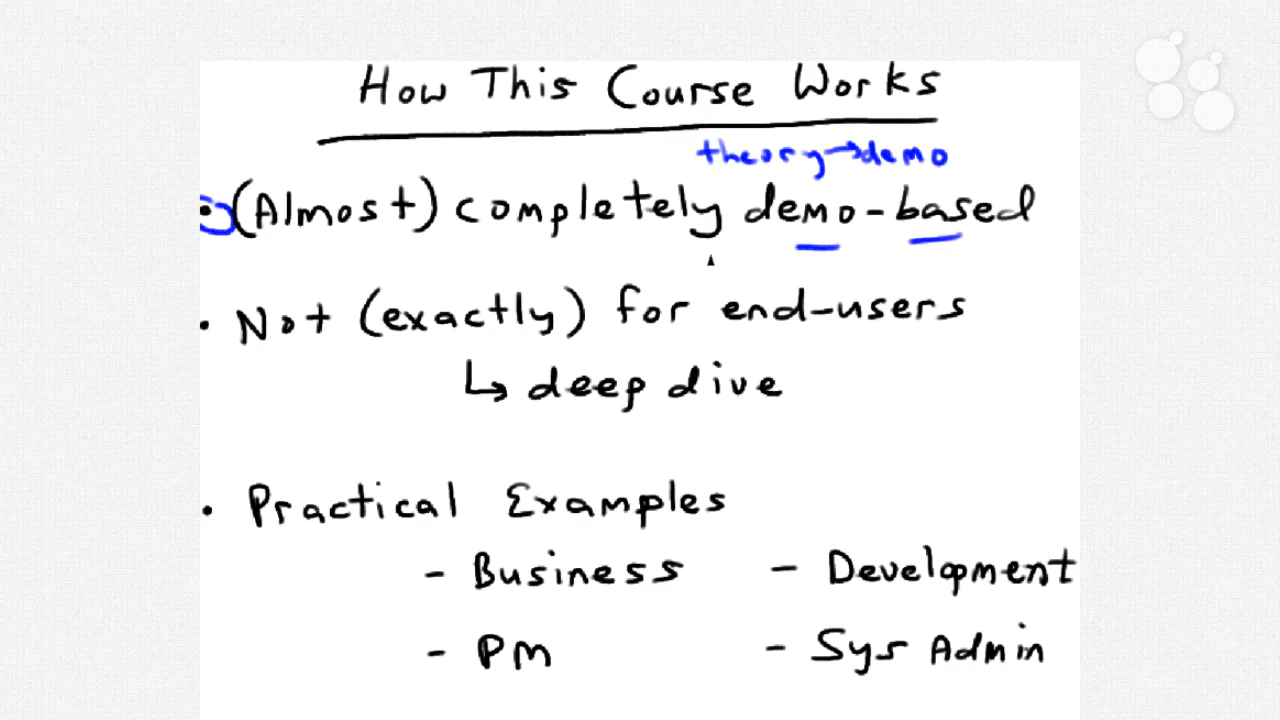 How This Course Works
theory→demo
• (Almost) completely demo-based
• Not (exactly) for end-users
↳ deep dive
• Practical Examples
- Business - Development
- PM - Sys Admin